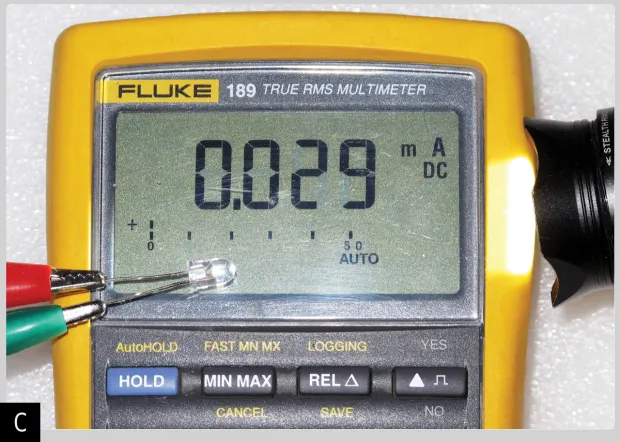 FLUKE 189 TRUE RMS MULTIMETER
0.029 m A
DC
+
0 50
AUTO
AutoHOLD FAST MN MX LOGGING YES
HOLD MIN MAX REL △ ▲ ⎍
CANCEL SAVE NO
STEALTH
C